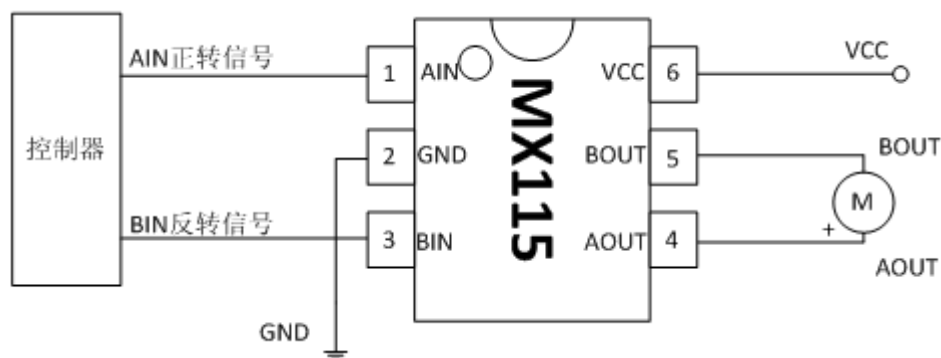 控制器
AIN正转信号
BIN反转信号
GND
1
2
3
AIN
GND
BIN
MX115
VCC
BOUT
AOUT
6
5
4
VCC
BOUT
M
+
AOUT